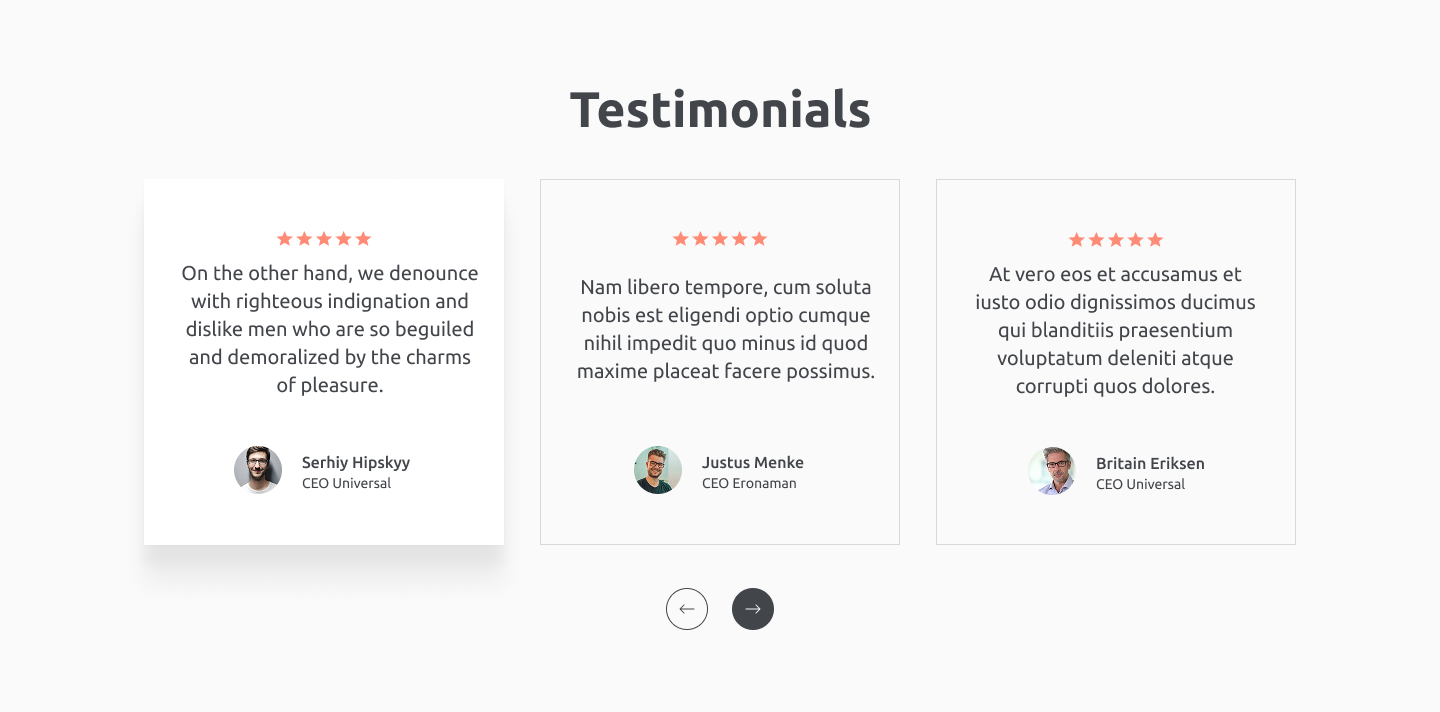 Testimonials
On the other hand, we denounce
with righteous indignation and
dislike men who are so beguiled
and demoralized by the charms
of pleasure.
Serhiy Hipskyy
CEO Universal
Nam libero tempore, cum soluta
nobis est eligendi optio cumque
nihil impedit quo minus id quod
maxime placeat facere possimus.
Justus Menke
CEO Eronaman
At vero eos et accusamus et
iusto odio dignissimos ducimus
qui blanditiis praesentium
voluptatum deleniti atque
corrupti quos dolores.
Britain Eriksen
CEO Universal